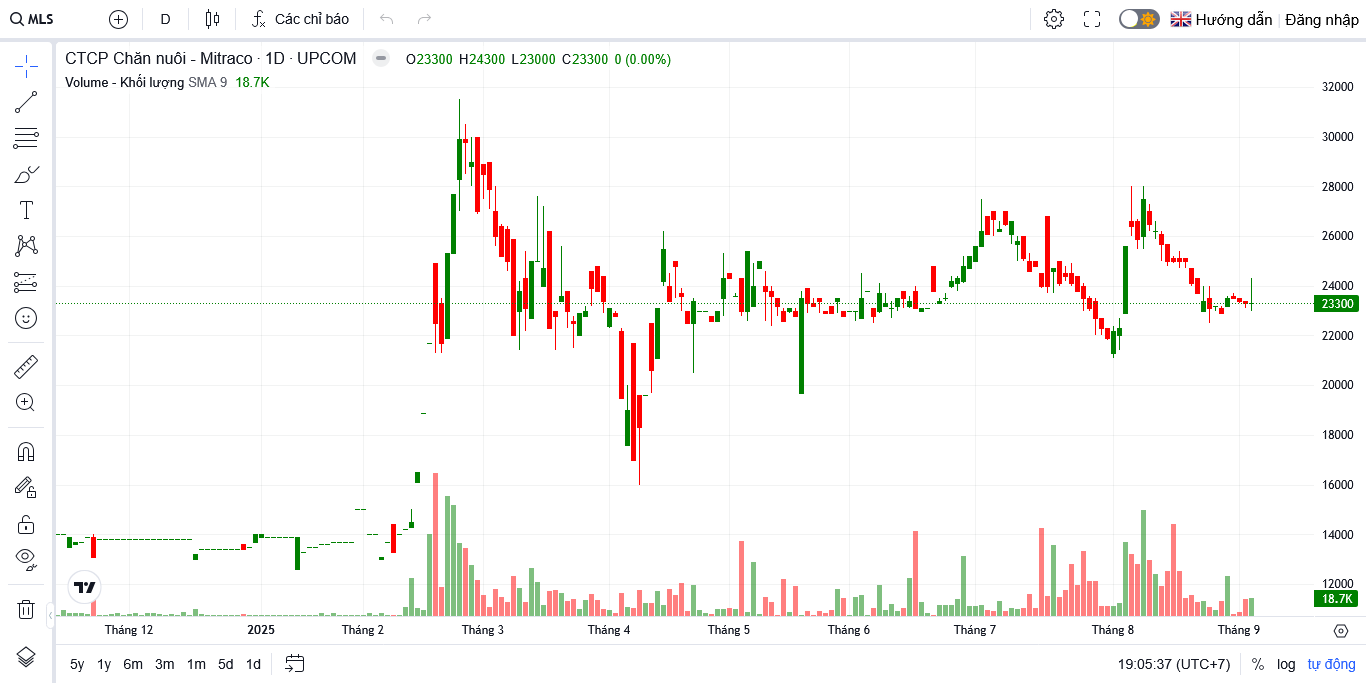 MLS D Các chỉ báo Hướng dẫn Đăng nhập
CTCP Chăn nuôi - Mitraco · 1D · UPCOM O23300 H24300 L23000 C23300 0 (0.00%)
Volume - Khối lượng SMA 9 18.7K
32000
30000
28000
26000
24000
23300
22000
20000
18000
16000
14000
12000
18.7K
Tháng 12 2025 Tháng 2 Tháng 3 Tháng 4 Tháng 5 Tháng 6 Tháng 7 Tháng 8 Tháng 9
5y 1y 6m 3m 1m 5d 1d 19:05:37 (UTC+7) % log tự động